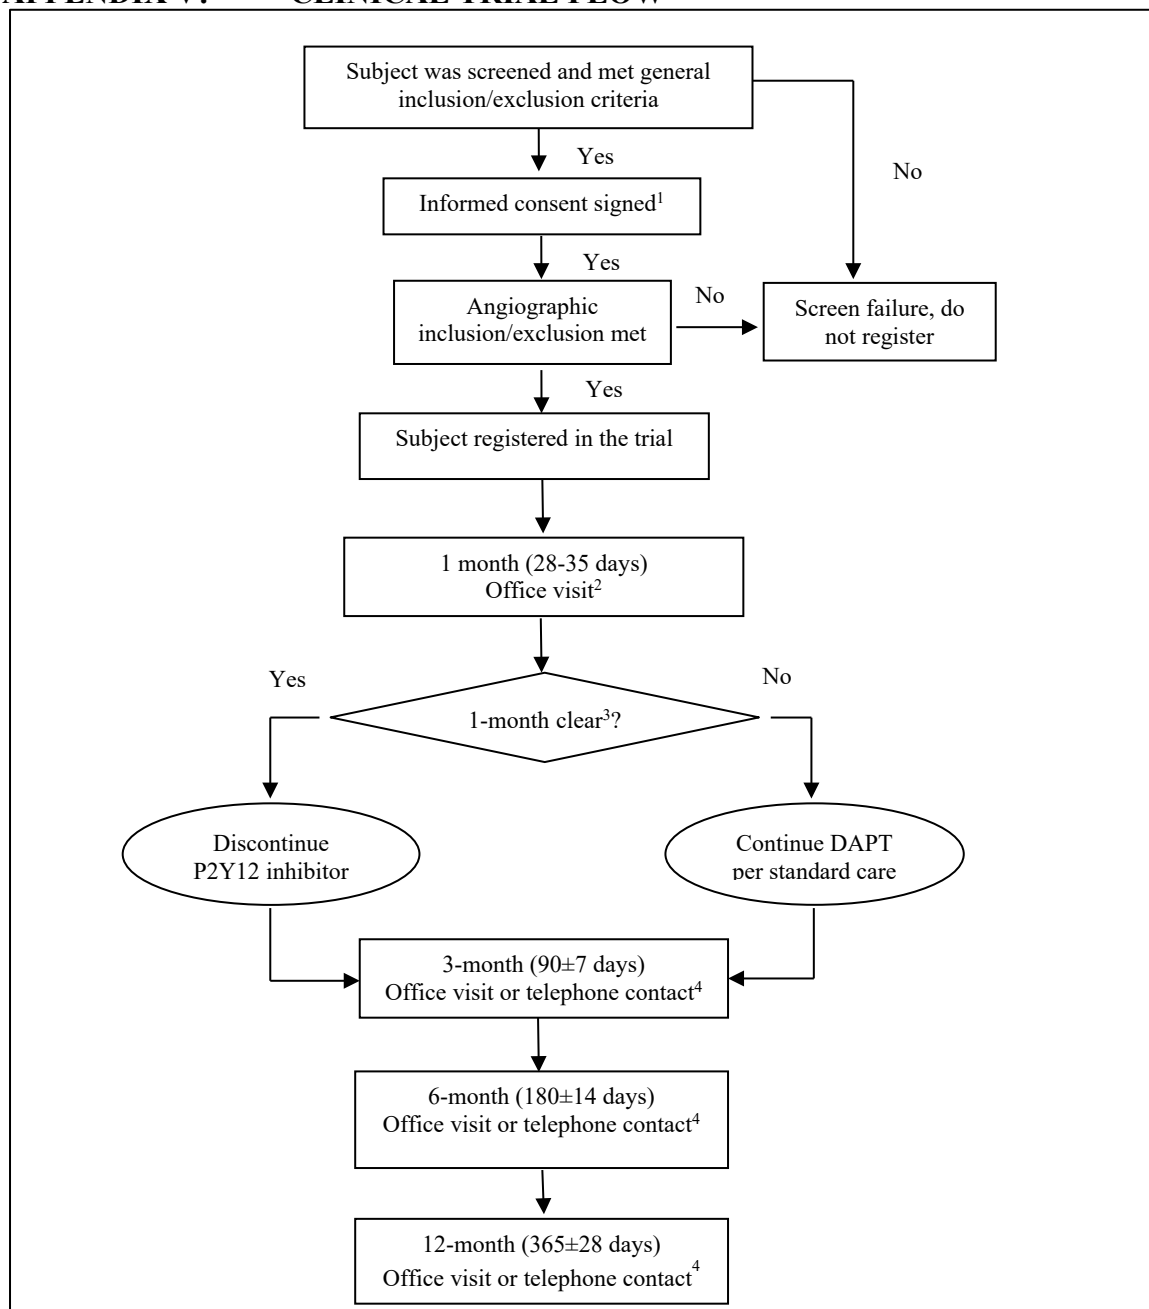 APPENDIX V: CLINICAL TRIAL FLOW
Subject was screened and met general
inclusion/exclusion criteria
Yes
No
Informed consent signed1
Yes
Angiographic
inclusion/exclusion met
No
Screen failure, do
not register
Yes
Subject registered in the trial
1 month (28-35 days)
Office visit2
Yes
No
1-month clear3?
Discontinue
P2Y12 inhibitor
Continue DAPT
per standard care
3-month (90±7 days)
Office visit or telephone contact4
6-month (180±14 days)
Office visit or telephone contact4
12-month (365±28 days)
Office visit or telephone contact4